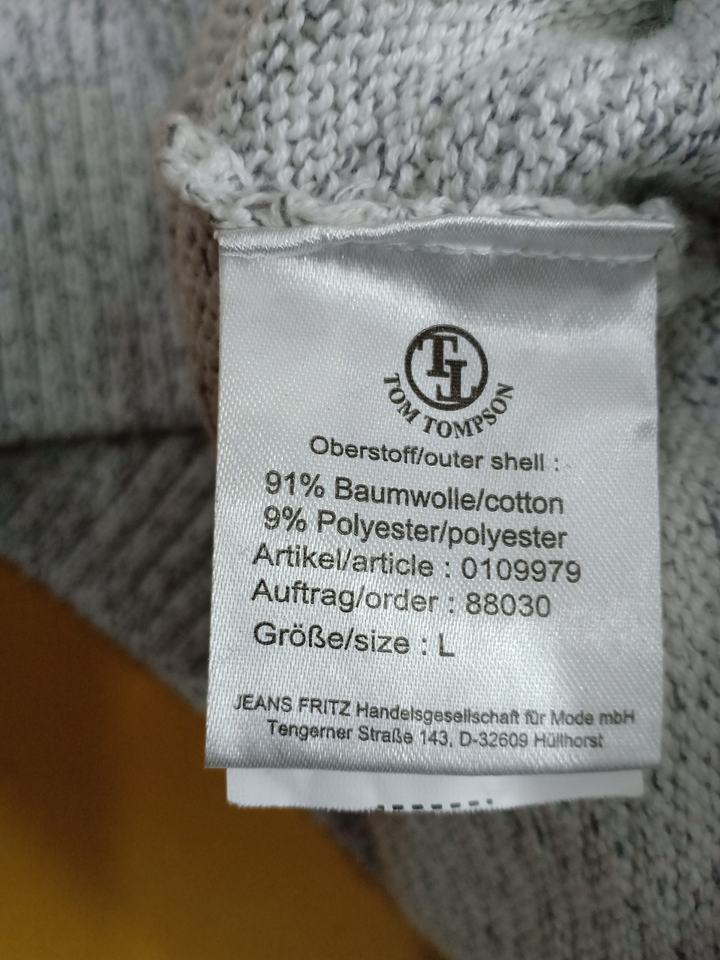 TT
TOM TOMPSON
Oberstoff/outer shell :
91% Baumwolle/cotton
9% Polyester/polyester
Artikel/article : 0109979
Auftrag/order : 88030
Größe/size : L
JEANS FRITZ Handelsgesellschaft für Mode mbH
Tengerner Straße 143, D-32609 Hüllhorst